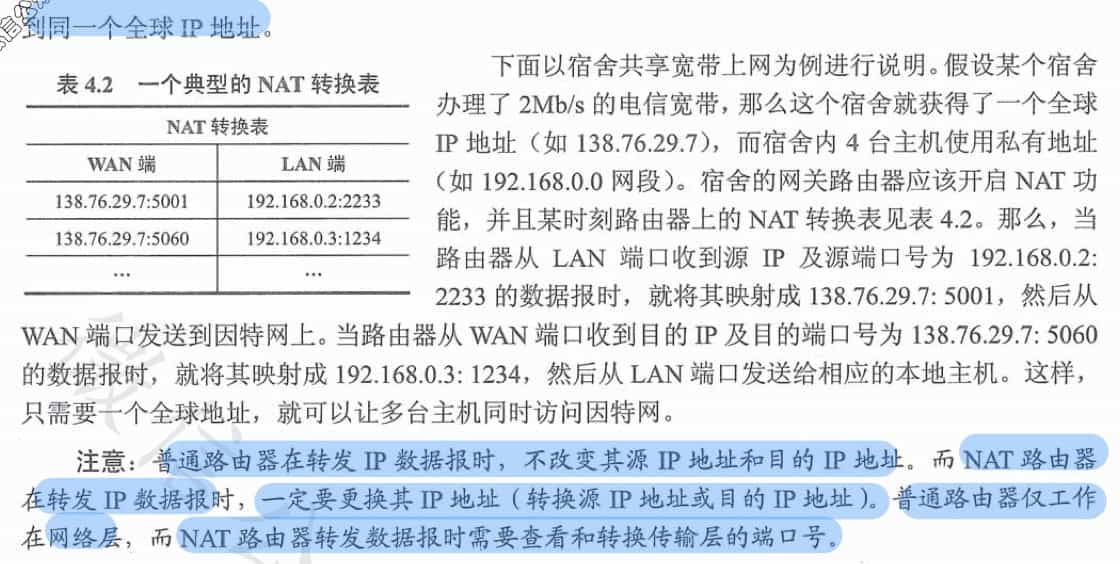 到同一个全球 IP 地址。
表 4.2 一个典型的 NAT 转换表
NAT 转换表
WAN 端 LAN 端
138.76.29.7:5001 192.168.0.2:2233
138.76.29.7:5060 192.168.0.3:1234
… …
下面以宿舍共享宽带上网为例进行说明。假设某个宿舍
办理了 2Mb/s 的电信宽带，那么这个宿舍就获得了一个全球
IP 地址（如 138.76.29.7），而宿舍内 4 台主机使用私有地址
（如 192.168.0.0 网段）。宿舍的网关路由器应该开启 NAT 功
能，并且某时刻路由器上的 NAT 转换表见表 4.2。那么，当
路由器从 LAN 端口收到源 IP 及源端口号为 192.168.0.2:
2233 的数据报时，就将其映射成 138.76.29.7: 5001，然后从
WAN 端口发送到因特网上。当路由器从 WAN 端口收到目的 IP 及目的端口号为 138.76.29.7: 5060
的数据报时，就将其映射成 192.168.0.3: 1234，然后从 LAN 端口发送给相应的本地主机。这样，
只需要一个全球地址，就可以让多台主机同时访问因特网。
注意：普通路由器在转发 IP 数据报时，不改变其源 IP 地址和目的 IP 地址。而 NAT 路由器
在转发 IP 数据报时，一定要更换其 IP 地址（转换源 IP 地址或目的 IP 地址）。普通路由器仅工作
在网络层，而 NAT 路由器转发数据报时需要查看和转换传输层的端口号。